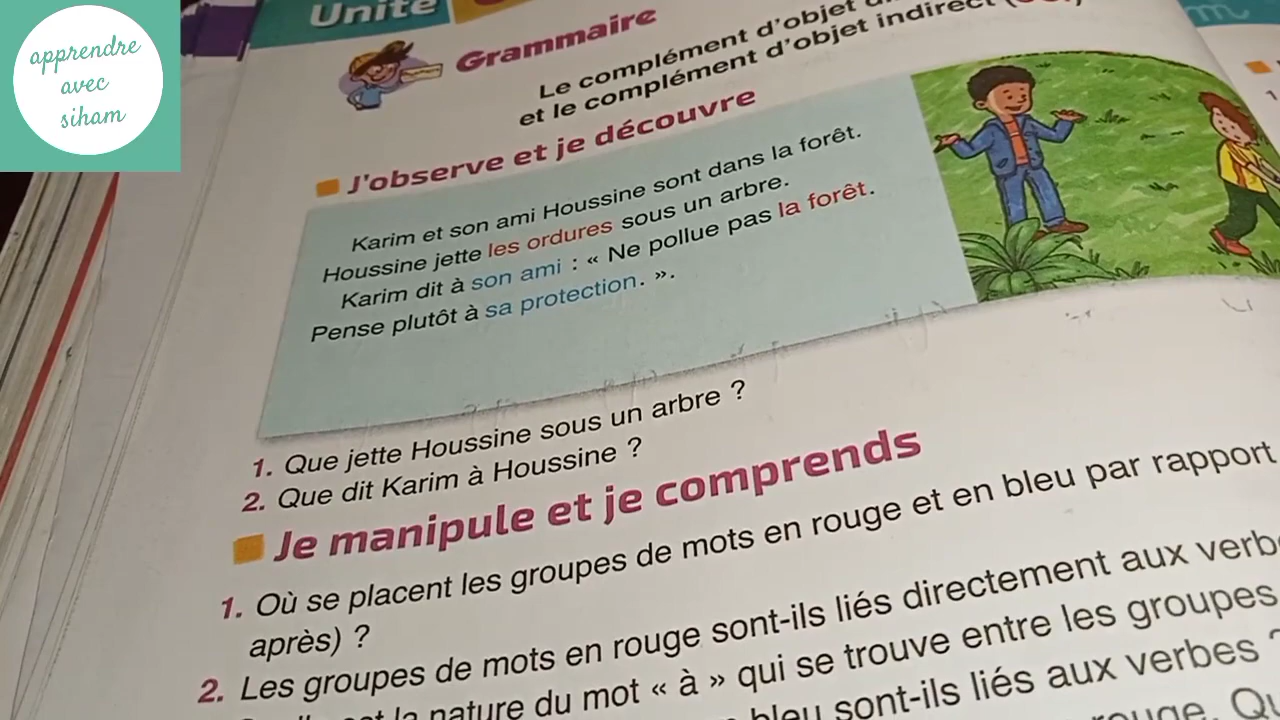 apprendre
avec
siham
Unité
Grammaire
Le complément d'objet
et le complément d'objet indirect
J'observe et je découvre
Karim et son ami Houssine sont dans la forêt.
Houssine jette les ordures sous un arbre.
Karim dit à son ami : « Ne pollue pas la forêt.
Pense plutôt à sa protection. ».
1. Que jette Houssine sous un arbre ?
2. Que dit Karim à Houssine ?
Je manipule et je comprends
1. Où se placent les groupes de mots en rouge et en bleu par rapport
après) ?
2. Les groupes de mots en rouge sont-ils liés directement aux
la nature du mot « à » qui se trouve entre les groupes
bleu sont-ils liés aux verbes ?
rouge.